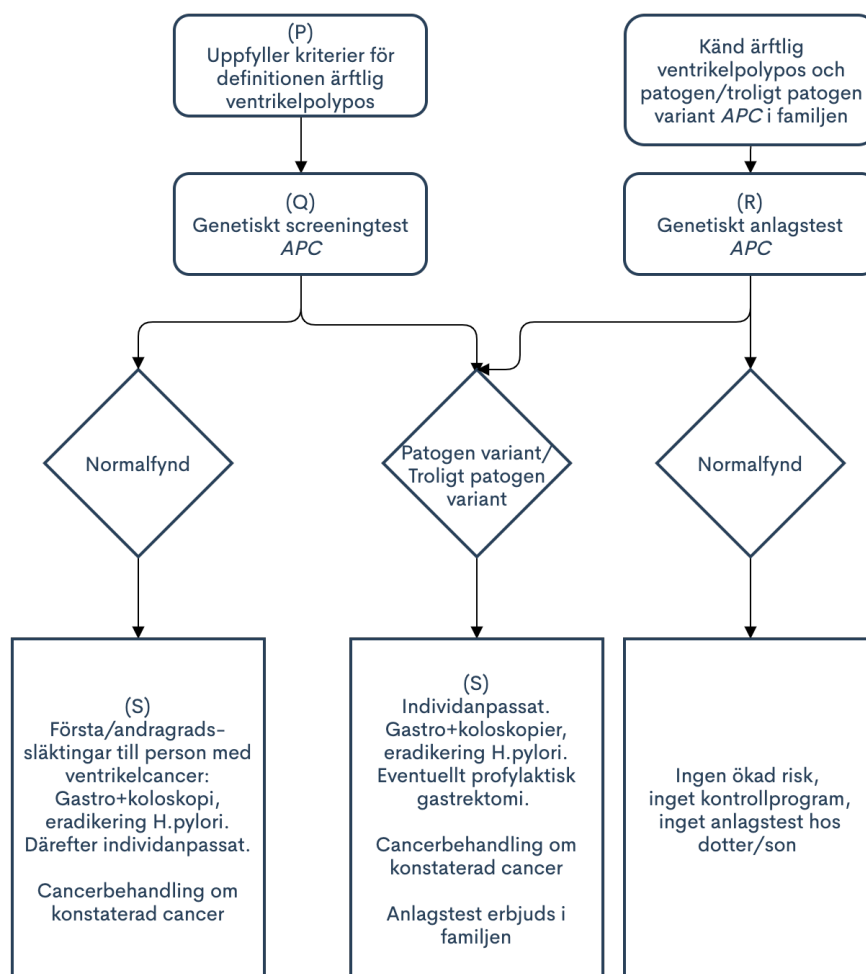 (P)
Uppfyller kriterier för
definitionen ärftlig
ventrikelpolypos
Känd ärftlig
ventrikelpolypos och
patogen/troligt patogen
variant APC i familjen
(Q)
Genetiskt screeningtest
APC
(R)
Genetiskt anlagstest
APC
Normalfynd
Patogen variant/
Troligt patogen
variant
Normalfynd
(S)
Första/andragrads-
släktingar till person med
ventrikelcancer:
Gastro+koloskopi,
eradikering H.pylori.
Därefter individanpassat.
Cancerbehandling om
konstaterad cancer
(S)
Individanpassat.
Gastro+koloskopier,
eradikering H.pylori.
Eventuellt profylaktisk
gastrektomi.
Cancerbehandling om
konstaterad cancer
Anlagstest erbjuds i
familjen
Ingen ökad risk,
inget kontrollprogram,
inget anlagstest hos
dotter/son